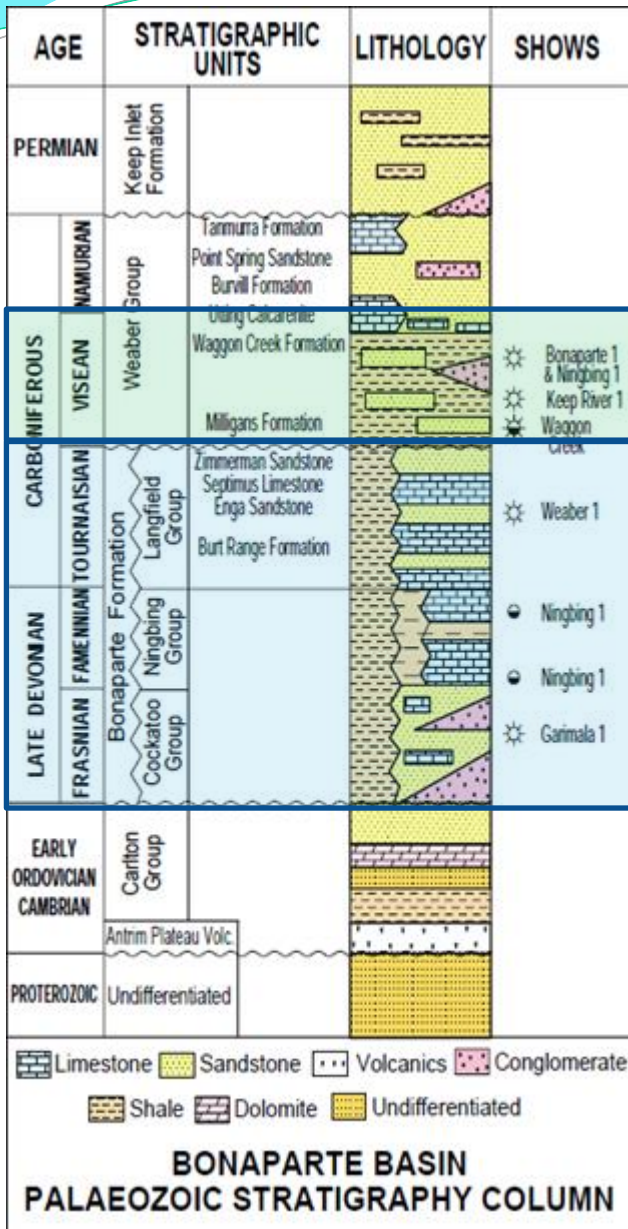 AGE
STRATIGRAPHIC
UNITS
LITHOLOGY
SHOWS
PERMIAN
Keep Inlet
Formation
CARBONIFEROUS
NAMURIAN
Weaber Group
Tanmurra Formation
Point Spring Sandstone
Burvill Formation
Utting Calcarenite
VISEAN
Waggon Creek Formation
Milligans Formation
Bonaparte 1
& Ningbing 1
Keep River 1
Waggon
Creek
TOURNAISIAN
Bonaparte Formation
Langfield
Group
Zimmerman Sandstone
Septimus Limestone
Enga Sandstone
Burt Range Formation
Weaber 1
LATE DEVONIAN
FAMENNIAN
Ningbing
Group
Ningbing 1
Ningbing 1
FRASNIAN
Cockatoo
Group
Garimala 1
EARLY
ORDOVICIAN
CAMBRIAN
Carlton
Group
Antrim Plateau Volc.
PROTEROZOIC
Undifferentiated
Limestone
Sandstone
Volcanics
Conglomerate
Shale
Dolomite
Undifferentiated
BONAPARTE BASIN
PALAEOZOIC STRATIGRAPHY COLUMN